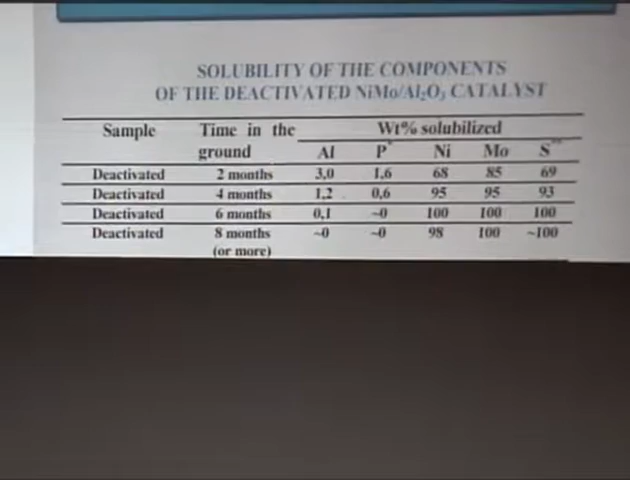 SOLUBILITY OF THE COMPONENTS
OF THE DEACTIVATED NiMo/Al₂O₃ CATALYST
Sample Time in the ground Wt% solubilized
Al P* Ni Mo S**
Deactivated 2 months 3,0 1,6 68 85 69
Deactivated 4 months 1,2 0,6 95 95 93
Deactivated 6 months 0,1 ~0 100 100 100
Deactivated 8 months ~0 ~0 98 100 ~100
(or more)